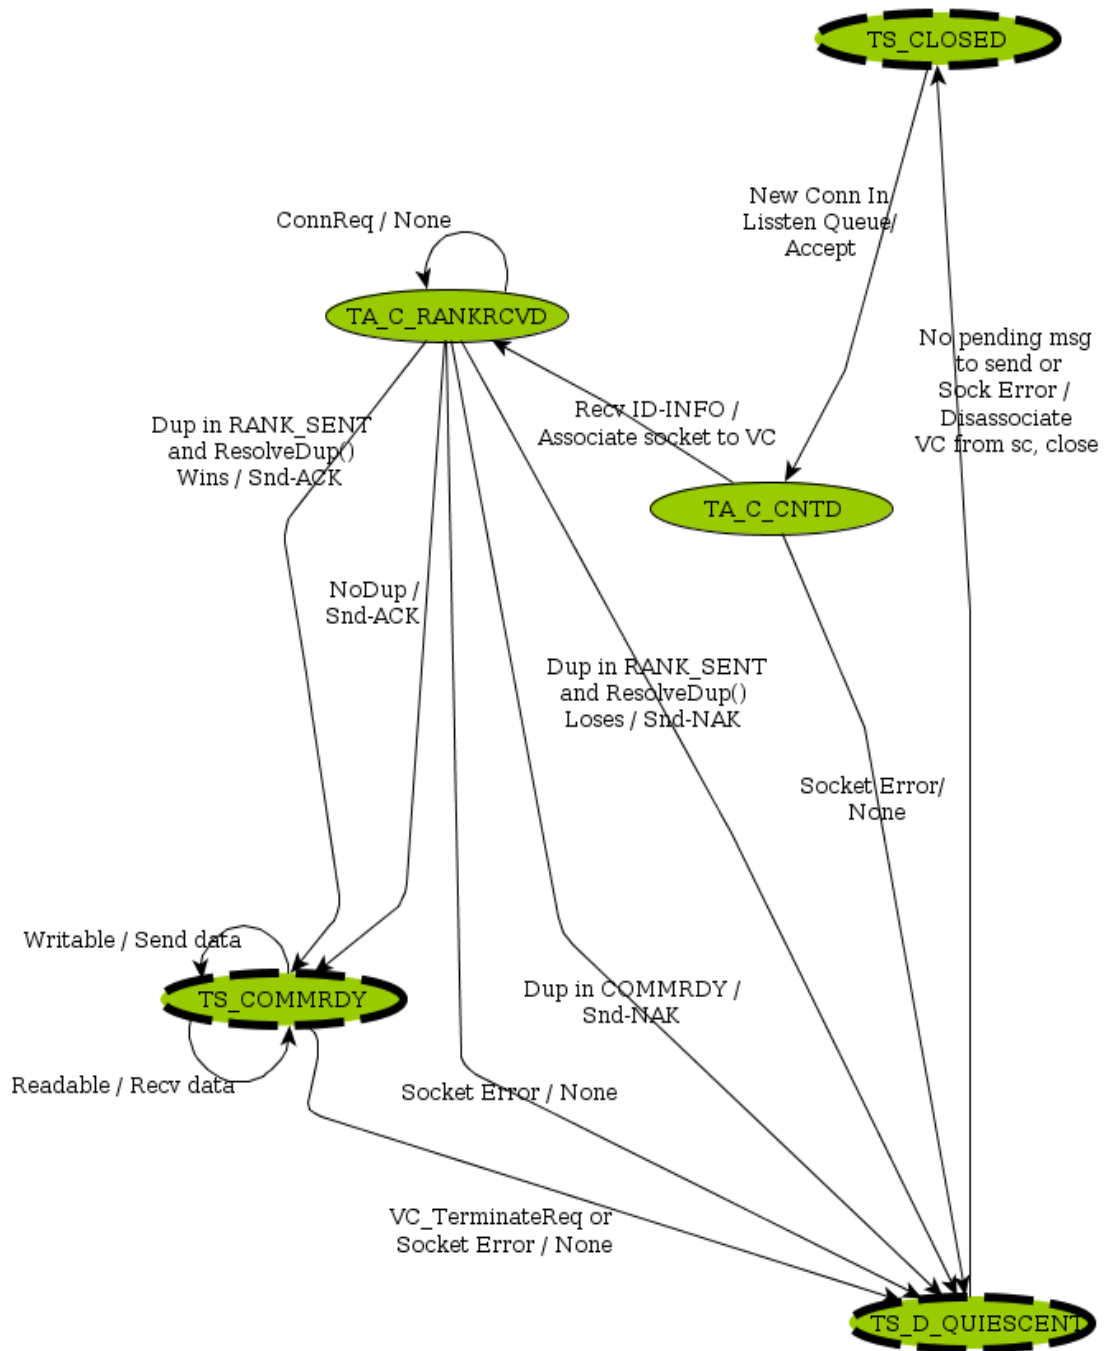 TS_CLOSED
New Conn In
Lissten Queue/
Accept
ConnReq / None
TA_C_RANKRCVD
No pending msg
to send or
Sock Error /
Disassociate
VC from sc, close
Recv ID-INFO /
Associate socket to VC
Dup in RANK_SENT
and ResolveDup()
Wins / Snd-ACK
TA_C_CNTD
NoDup /
Snd-ACK
Dup in RANK_SENT
and ResolveDup()
Loses / Snd-NAK
Socket Error/
None
Writable / Send data
TS_COMMRDY
Dup in COMMRDY /
Snd-NAK
Readable / Recv data
Socket Error / None
VC_TerminateReq or
Socket Error / None
TS_D_QUIESCENT